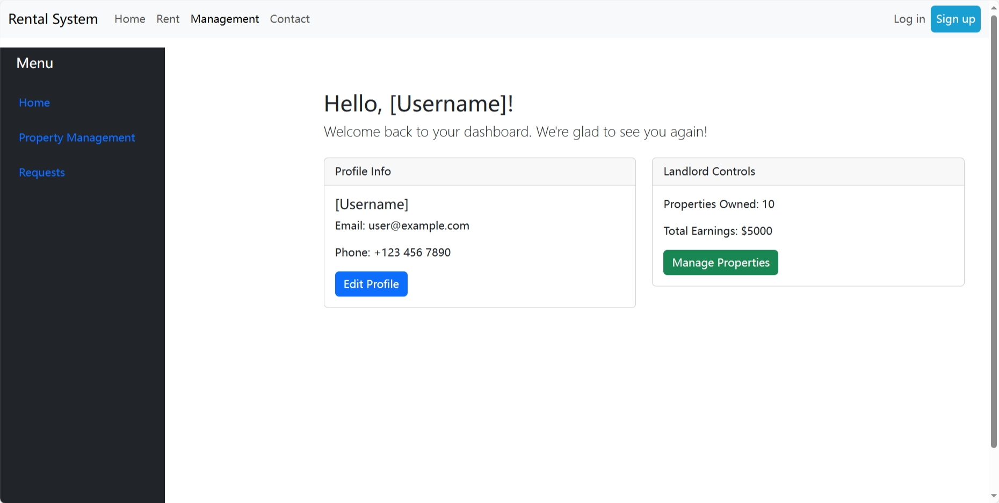 Rental System Home Rent Management Contact Log in Sign up
Menu
Home
Property Management
Requests
Hello, [Username]!
Welcome back to your dashboard. We're glad to see you again!
Profile Info
[Username]
Email: user@example.com
Phone: +123 456 7890
Edit Profile
Landlord Controls
Properties Owned: 10
Total Earnings: $5000
Manage Properties